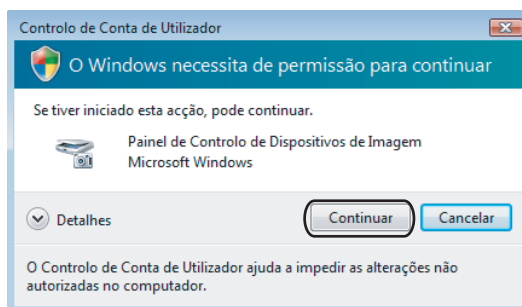 Controlo de Conta de Utilizador
O Windows necessita de permissão para continuar
Se tiver iniciado esta acção, pode continuar.
Painel de Controlo de Dispositivos de Imagem
Microsoft Windows
Detalhes
Continuar
Cancelar
O Controlo de Conta de Utilizador ajuda a impedir as alterações não
autorizadas no computador.